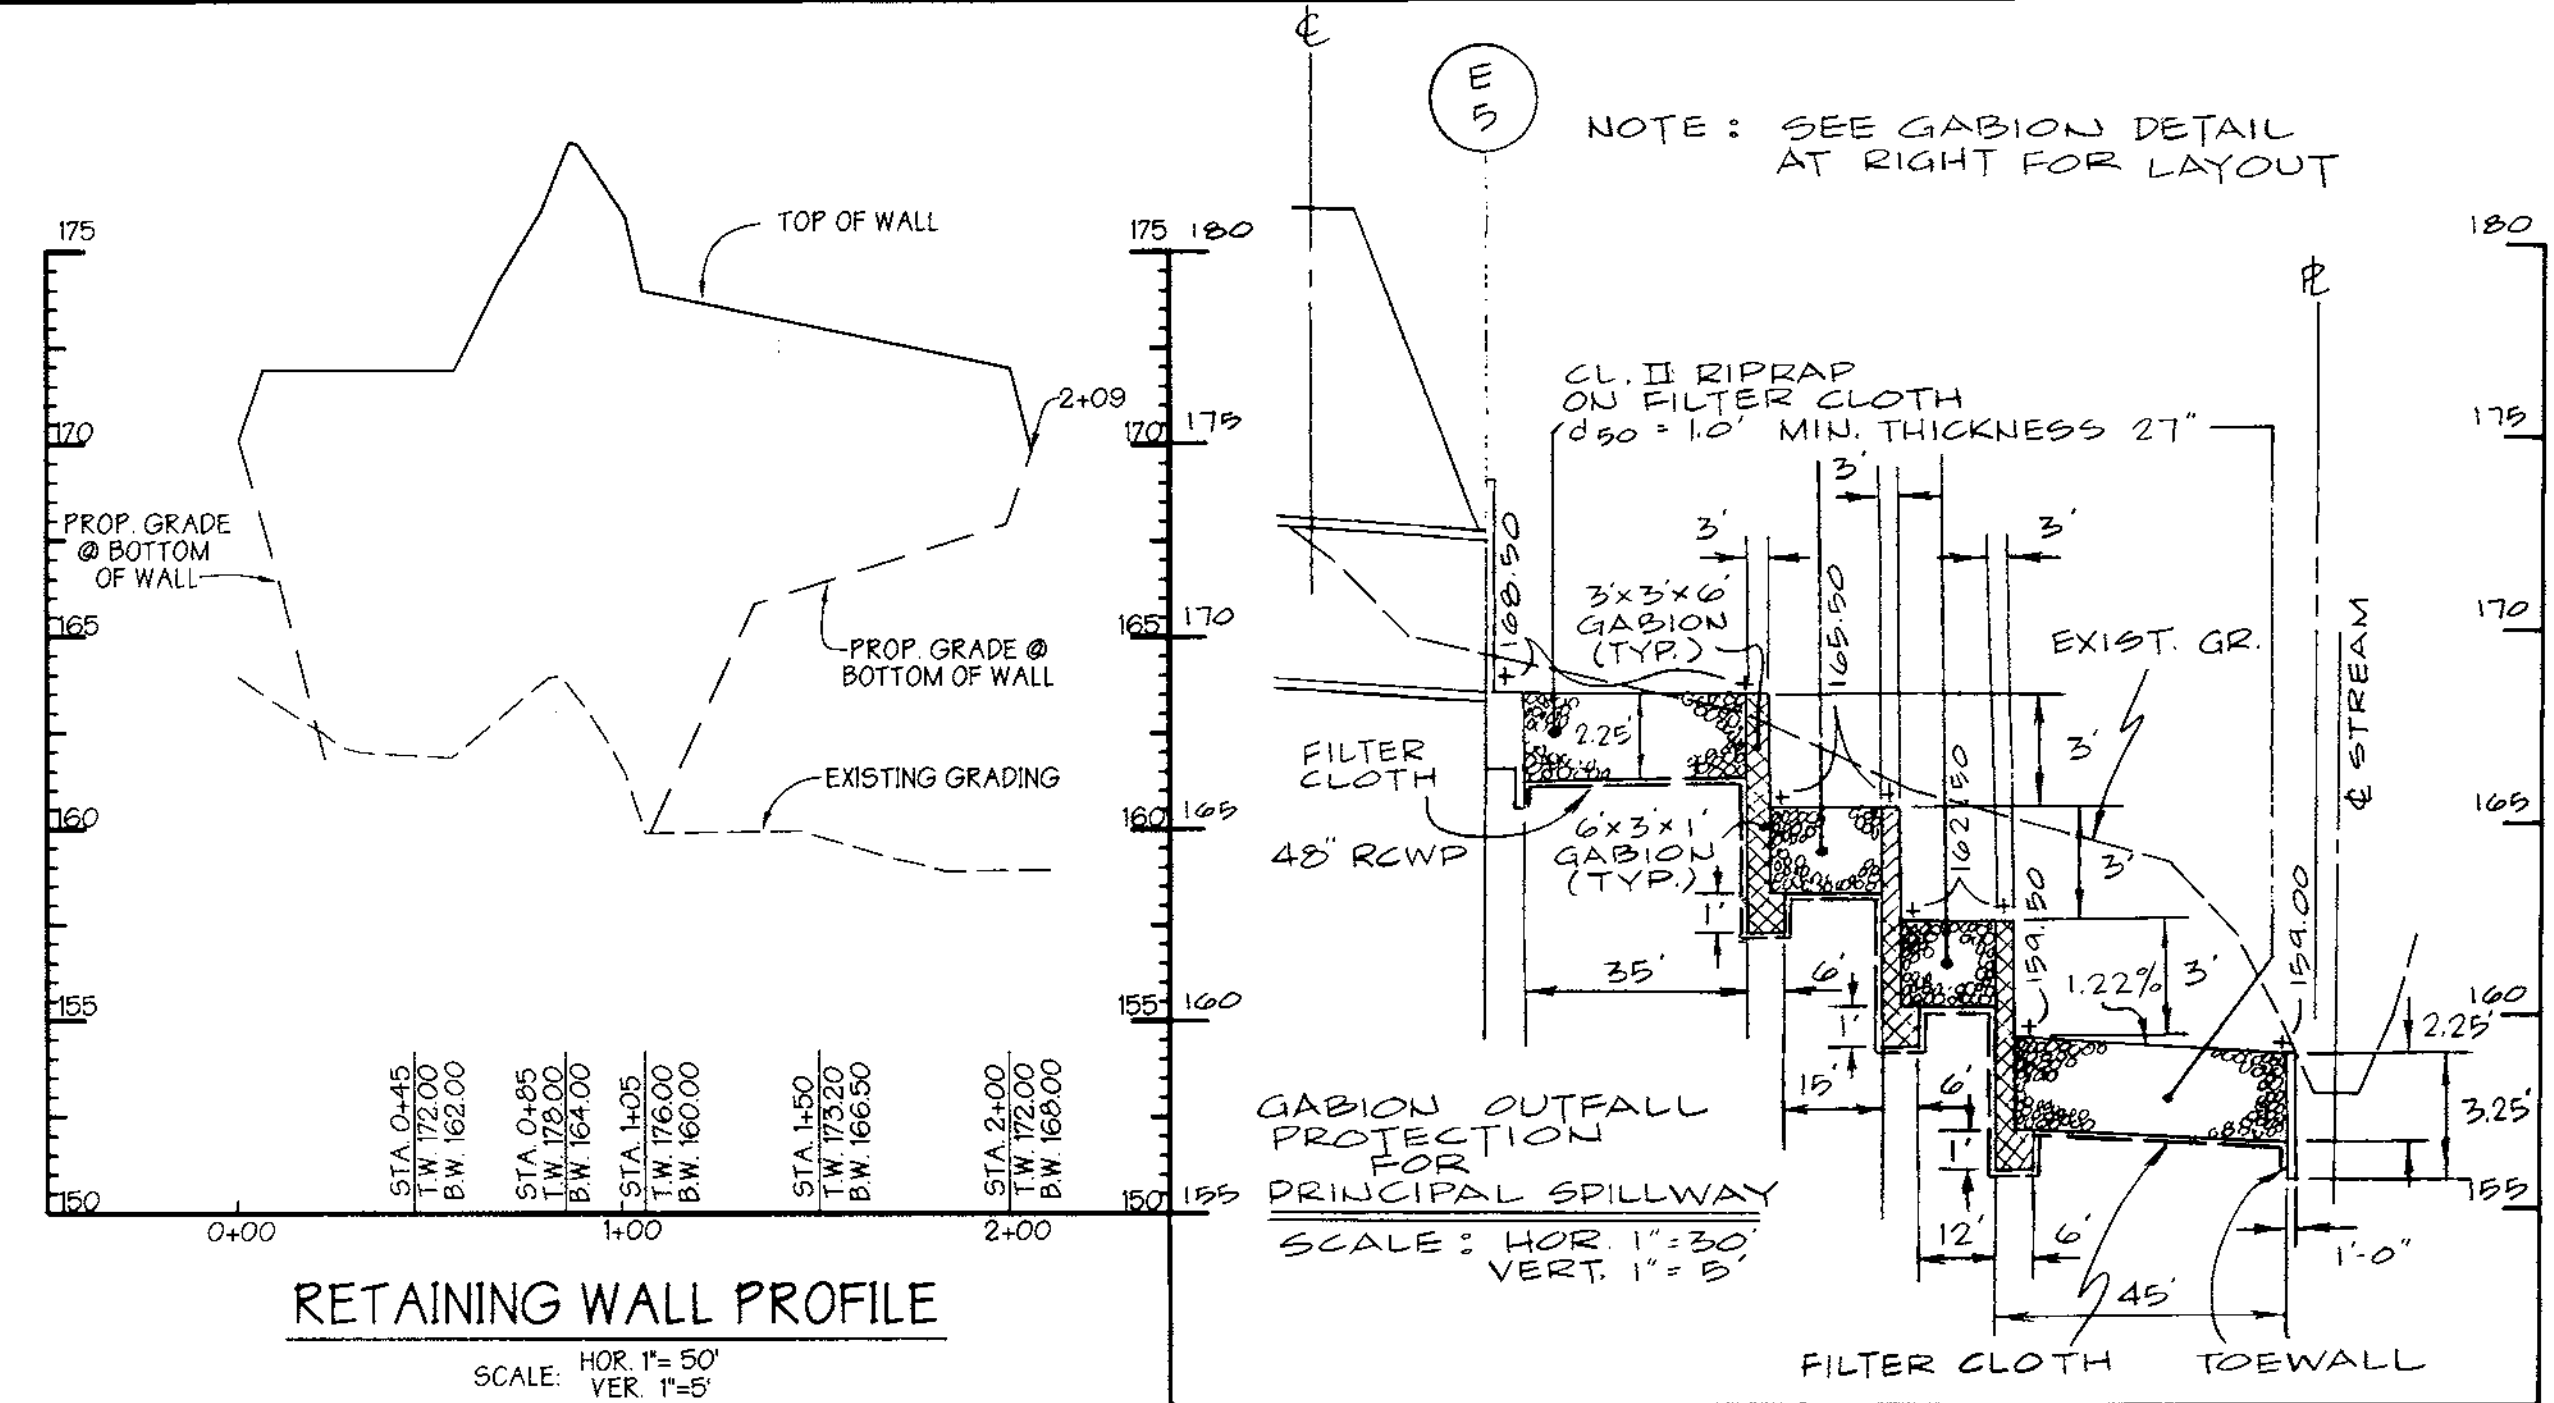 175
170
165
160
155
150
TOP OF WALL
2+09
PROP. GRADE
@ BOTTOM
OF WALL
PROP. GRADE @
BOTTOM OF WALL
EXISTING GRADING
STA. 0+45
T.W. 172.00
B.W. 162.00
STA. 0+85
T.W. 178.00
B.W. 164.00
STA. 1+05
T.W. 176.00
B.W. 160.00
STA. 1+50
T.W. 173.20
B.W. 166.50
STA. 2+00
T.W. 172.00
B.W. 168.00
0+00
1+00
2+00
175
170
165
160
155
150
RETAINING WALL PROFILE
SCALE: HOR. 1"= 50'
VER. 1"=5'
℄
E
5
NOTE: SEE GABION DETAIL
AT RIGHT FOR LAYOUT
180
175
170
165
160
155
CL. II RIPRAP
ON FILTER CLOTH
d50 = 1.0' MIN. THICKNESS 27"
3'
3'
3'
168.50
3'x3'x6'
GABION
(TYP.)
165.50
2.25'
FILTER
CLOTH
48" RCWP
6'x3'x1'
GABION
(TYP.)
162.50
159.50
159.00
EXIST. GR.
℄ STREAM
PL
3'
3'
3'
1'
1'
1'
35'
6'
15'
6'
12'
6'
45'
1.22%
2.25'
3.25'
1'-0"
180
175
170
165
160
155
GABION OUTFALL
PROTECTION
FOR
PRINCIPAL SPILLWAY
SCALE: HOR. 1"=30'
VERT. 1"= 5'
FILTER CLOTH
TOEWALL